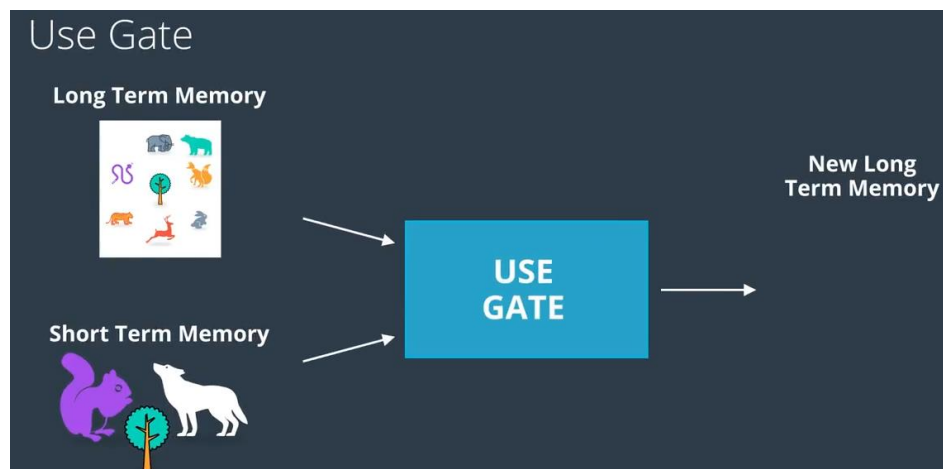 Use Gate
Long Term Memory
New Long
Term Memory
USE
GATE
Short Term Memory